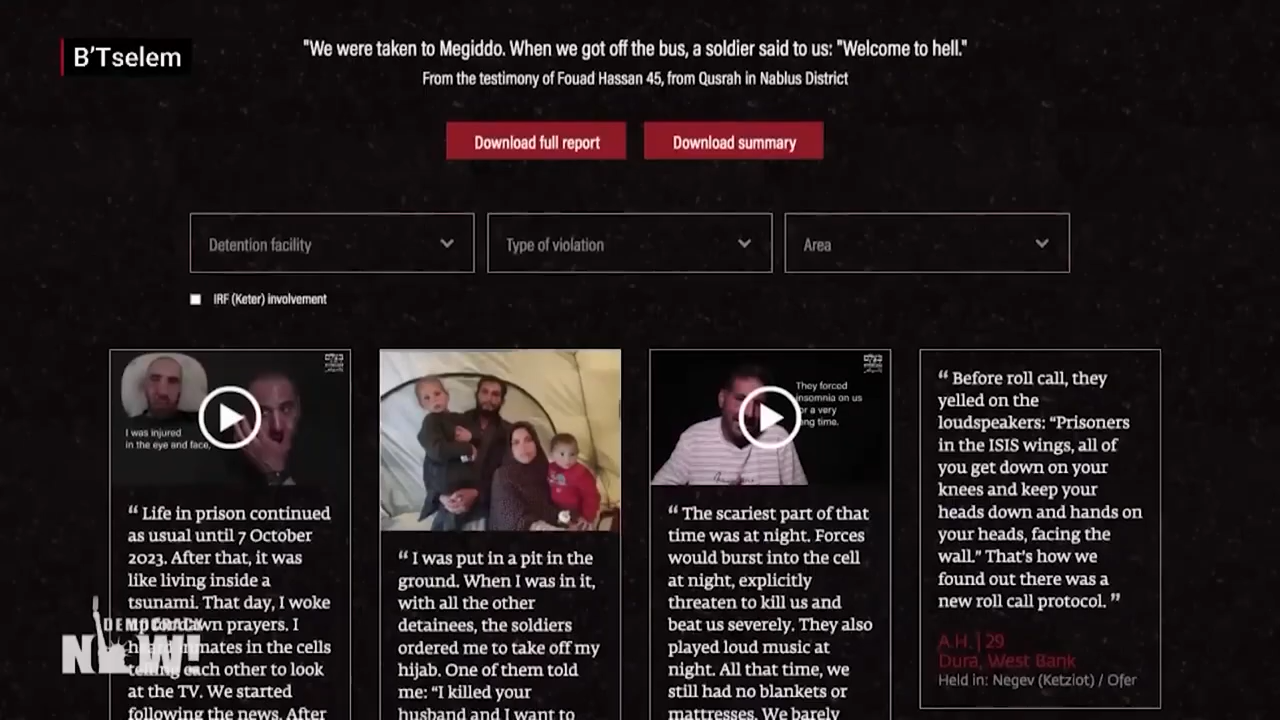 B'Tselem
"We were taken to Megiddo. When we got off the bus, a soldier said to us: "Welcome to hell."
From the testimony of Fouad Hassan 45, from Qusrah in Nablus District
Download full report
Download summary
Detention facility
Type of violation
Area
IRF (Keter) involvement
I was injured
in the eye and face,
“ Life in prison continued
as usual until 7 October
2023. After that, it was
like living inside a
tsunami. That day, I woke
up for dawn prayers. I
heard inmates in the cells
telling each other to look
at the TV. We started
following the news. After
“ I was put in a pit in the
ground. When I was in it,
with all the other
detainees, the soldiers
ordered me to take off my
hijab. One of them told
me: “I killed your
husband and I want to
They forced
insomnia on us
for a very
long time.
“ The scariest part of that
time was at night. Forces
would burst into the cell
at night, explicitly
threaten to kill us and
beat us severely. They also
played loud music at
night. All that time, we
still had no blankets or
mattresses. We barely
“ Before roll call, they
yelled on the
loudspeakers: “Prisoners
in the ISIS wings, all of
you get down on your
knees and keep your
heads down and hands on
your heads, facing the
wall.” That's how we
found out there was a
new roll call protocol. ”
A.H. | 29
Dura, West Bank
Held in: Negev (Ketziot) / Ofer
DEMOCRACY
NOW!